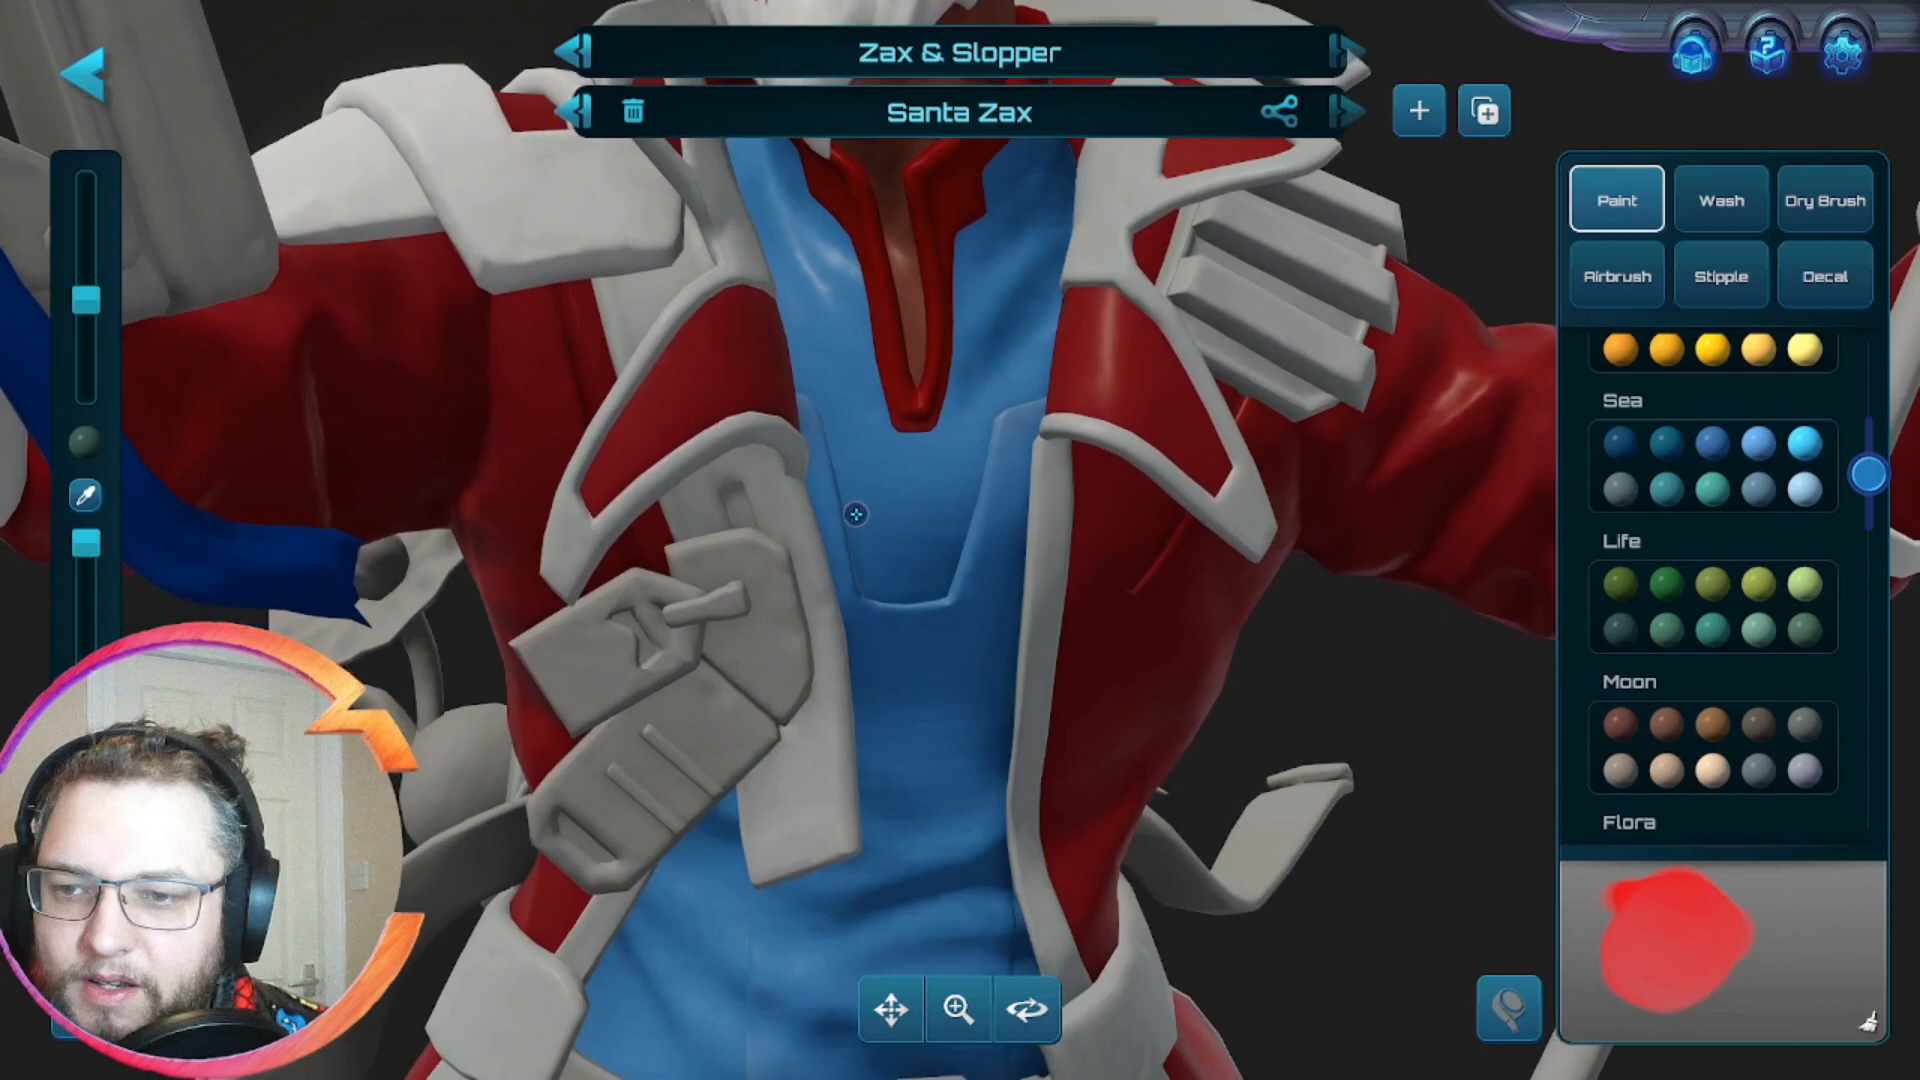 Zax & Slopper
Santa Zax
Paint
Wash
Dry Brush
Airbrush
Stipple
Decal
Sea
Life
Moon
Flora